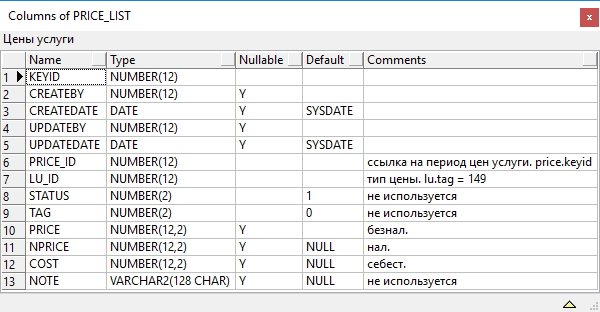 Columns of PRICE_LIST x
Цены услуги
Name Type Nullable Default Comments
1 KEYID NUMBER(12)
2 CREATEBY NUMBER(12) Y
3 CREATEDATE DATE Y SYSDATE
4 UPDATEBY NUMBER(12) Y
5 UPDATEDATE DATE Y SYSDATE
6 PRICE_ID NUMBER(12) ссылка на период цен услуги. price.keyid
7 LU_ID NUMBER(12) тип цены. lu.tag = 149
8 STATUS NUMBER(2) 1 не используется
9 TAG NUMBER(2) 0 не используется
10 PRICE NUMBER(12,2) Y безнал.
11 NPRICE NUMBER(12,2) Y NULL нал.
12 COST NUMBER(12,2) Y NULL себест.
13 NOTE VARCHAR2(128 CHAR) Y NULL не используется